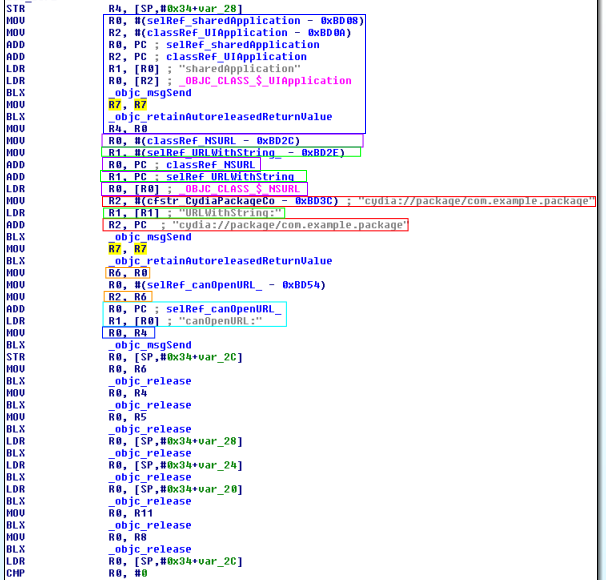 STR R4, [SP,#0x34+var_28]
MOV R0, #(selRef_sharedApplication - 0xBD08)
MOV R2, #(classRef_UIApplication - 0xBD0A)
ADD R0, PC ; selRef_sharedApplication
ADD R2, PC ; classRef_UIApplication
LDR R1, [R0] ; "sharedApplication"
LDR R0, [R2] ; _OBJC_CLASS_$_UIApplication
BLX _objc_msgSend
MOV R7, R7
BLX _objc_retainAutoreleasedReturnValue
MOV R4, R0
MOV R0, #(classRef_NSURL - 0xBD2C)
MOV R1, #(selRef_URLWithString_ - 0xBD2E)
ADD R0, PC ; classRef_NSURL
ADD R1, PC ; selRef_URLWithString_
LDR R0, [R0] ; _OBJC_CLASS_$_NSURL
MOV R2, #(cfstr_CydiaPackageCo - 0xBD3C) ; "cydia://package/com.example.package"
LDR R1, [R1] ; "URLWithString:"
ADD R2, PC ; "cydia://package/com.example.package"
BLX _objc_msgSend
MOV R7, R7
BLX _objc_retainAutoreleasedReturnValue
MOV R6, R0
MOV R0, #(selRef_canOpenURL_ - 0xBD54)
MOV R2, R6
ADD R0, PC ; selRef_canOpenURL_
LDR R1, [R0] ; "canOpenURL:"
MOV R0, R4
BLX _objc_msgSend
STR R0, [SP,#0x34+var_2C]
MOV R0, R6
BLX _objc_release
MOV R0, R4
BLX _objc_release
MOV R0, R5
BLX _objc_release
LDR R0, [SP,#0x34+var_28]
BLX _objc_release
LDR R0, [SP,#0x34+var_24]
BLX _objc_release
LDR R0, [SP,#0x34+var_20]
BLX _objc_release
MOV R0, R11
BLX _objc_release
MOV R0, R8
BLX _objc_release
LDR R0, [SP,#0x34+var_2C]
CMP R0, #0